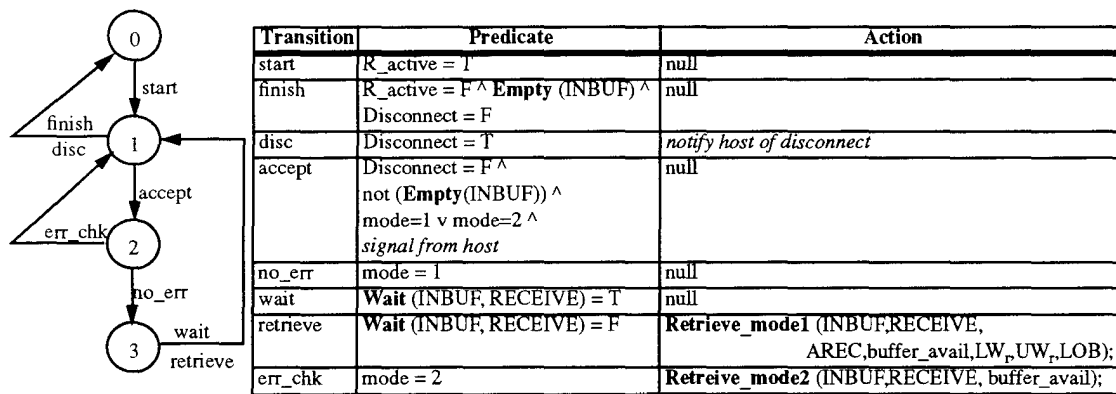 0
start
finish
disc
1
accept
err_chk
2
no_err
3
wait
retrieve
Transition Predicate Action
start R_active = T null
finish R_active = F ^ Empty (INBUF) ^ null
Disconnect = F
disc Disconnect = T notify host of disconnect
accept Disconnect = F ^ null
not (Empty(INBUF)) ^
mode=1 v mode=2 ^
signal from host
no_err mode = 1 null
wait Wait (INBUF, RECEIVE) = T null
retrieve Wait (INBUF, RECEIVE) = F Retrieve_mode1 (INBUF,RECEIVE,
AREC,buffer_avail,LWr,UWr,LOB);
err_chk mode = 2 Retreive_mode2 (INBUF,RECEIVE, buffer_avail);